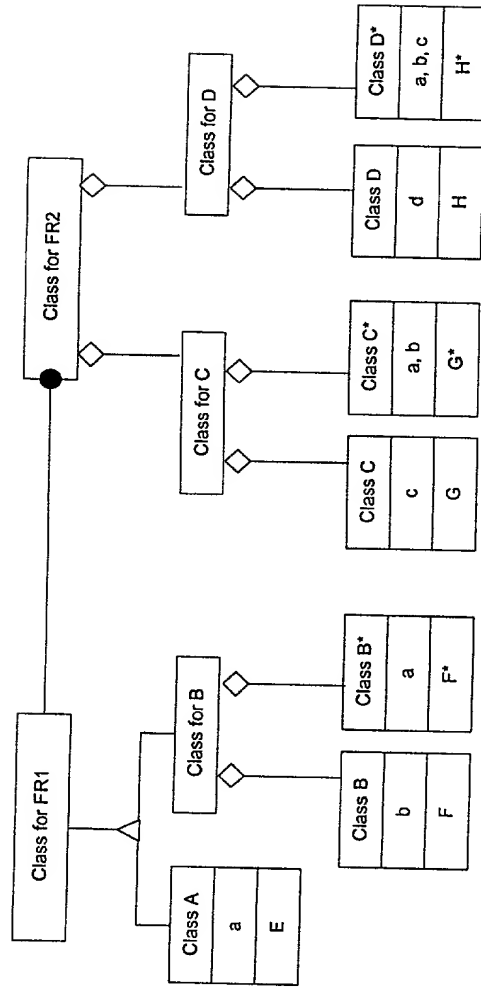 Class for FR1
Class for FR2
Class A
a
E
Class for B
Class B
b
F
Class B*
a
F*
Class for C
Class C
c
G
Class C*
a, b
G*
Class for D
Class D
d
H
Class D*
a, b, c
H*